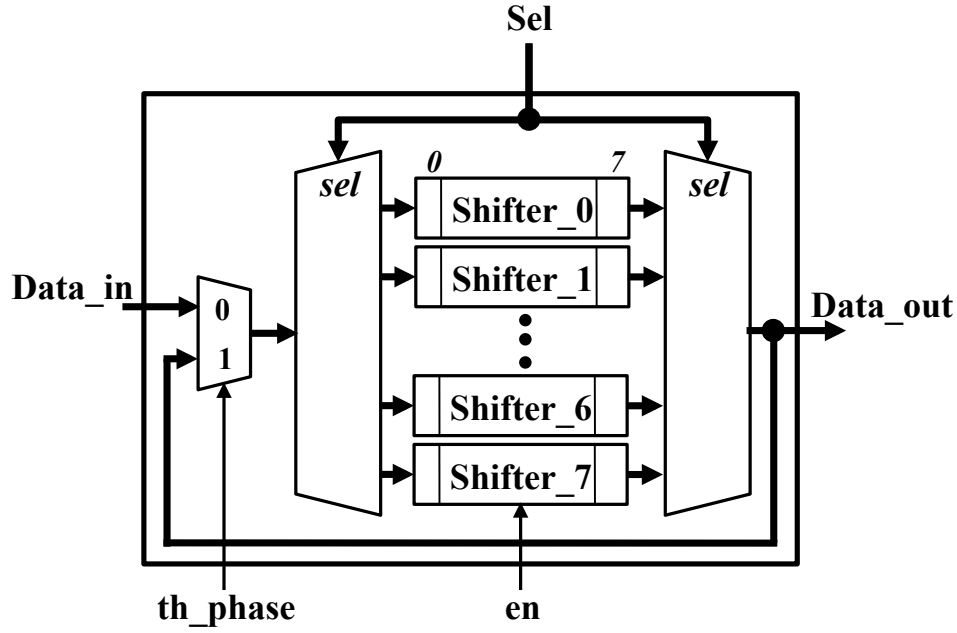 Sel
sel
0
7
sel
Shifter_0
Shifter_1
Data_in
0
Data_out
1
Shifter_6
Shifter_7
th_phase
en